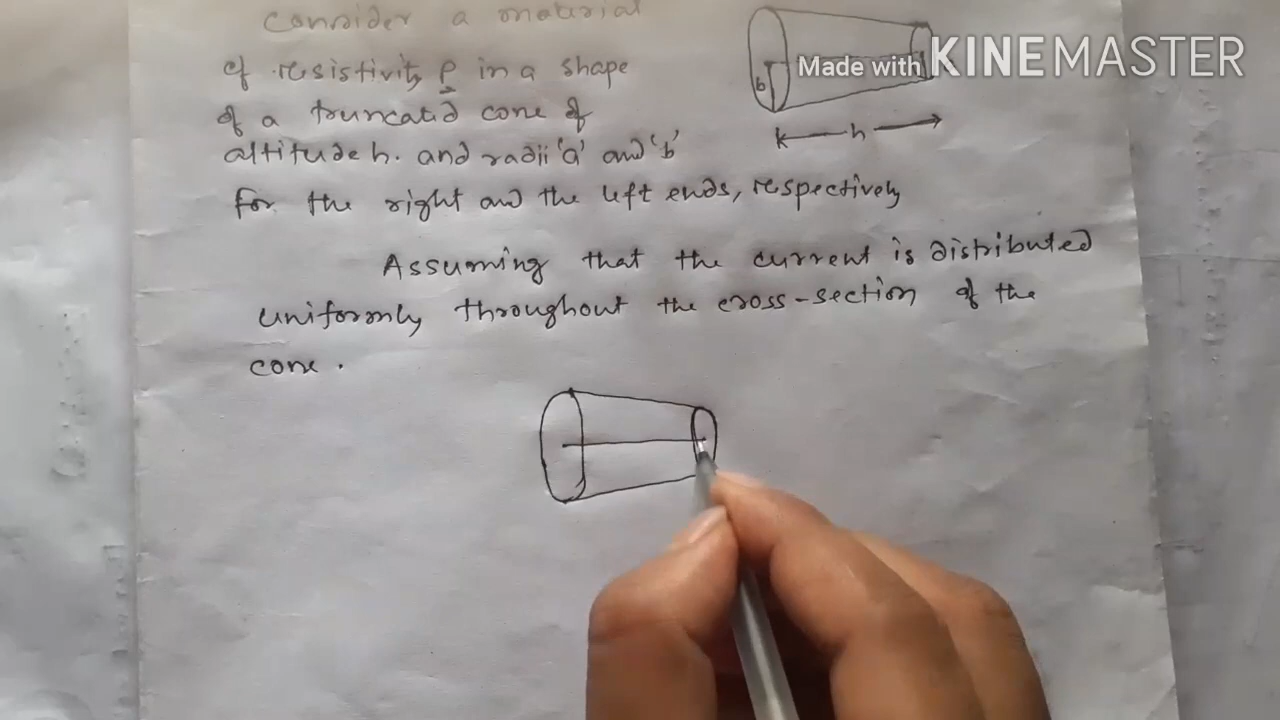 Consider a material
of resistivity ρ in a shape
of a truncated cone of
altitude h. and radii 'a' and 'b'
for the right and the left ends, respectively
Assuming that the current is distributed
uniformly throughout the cross-section of the
cone.
b
h
Made with KINEMASTER